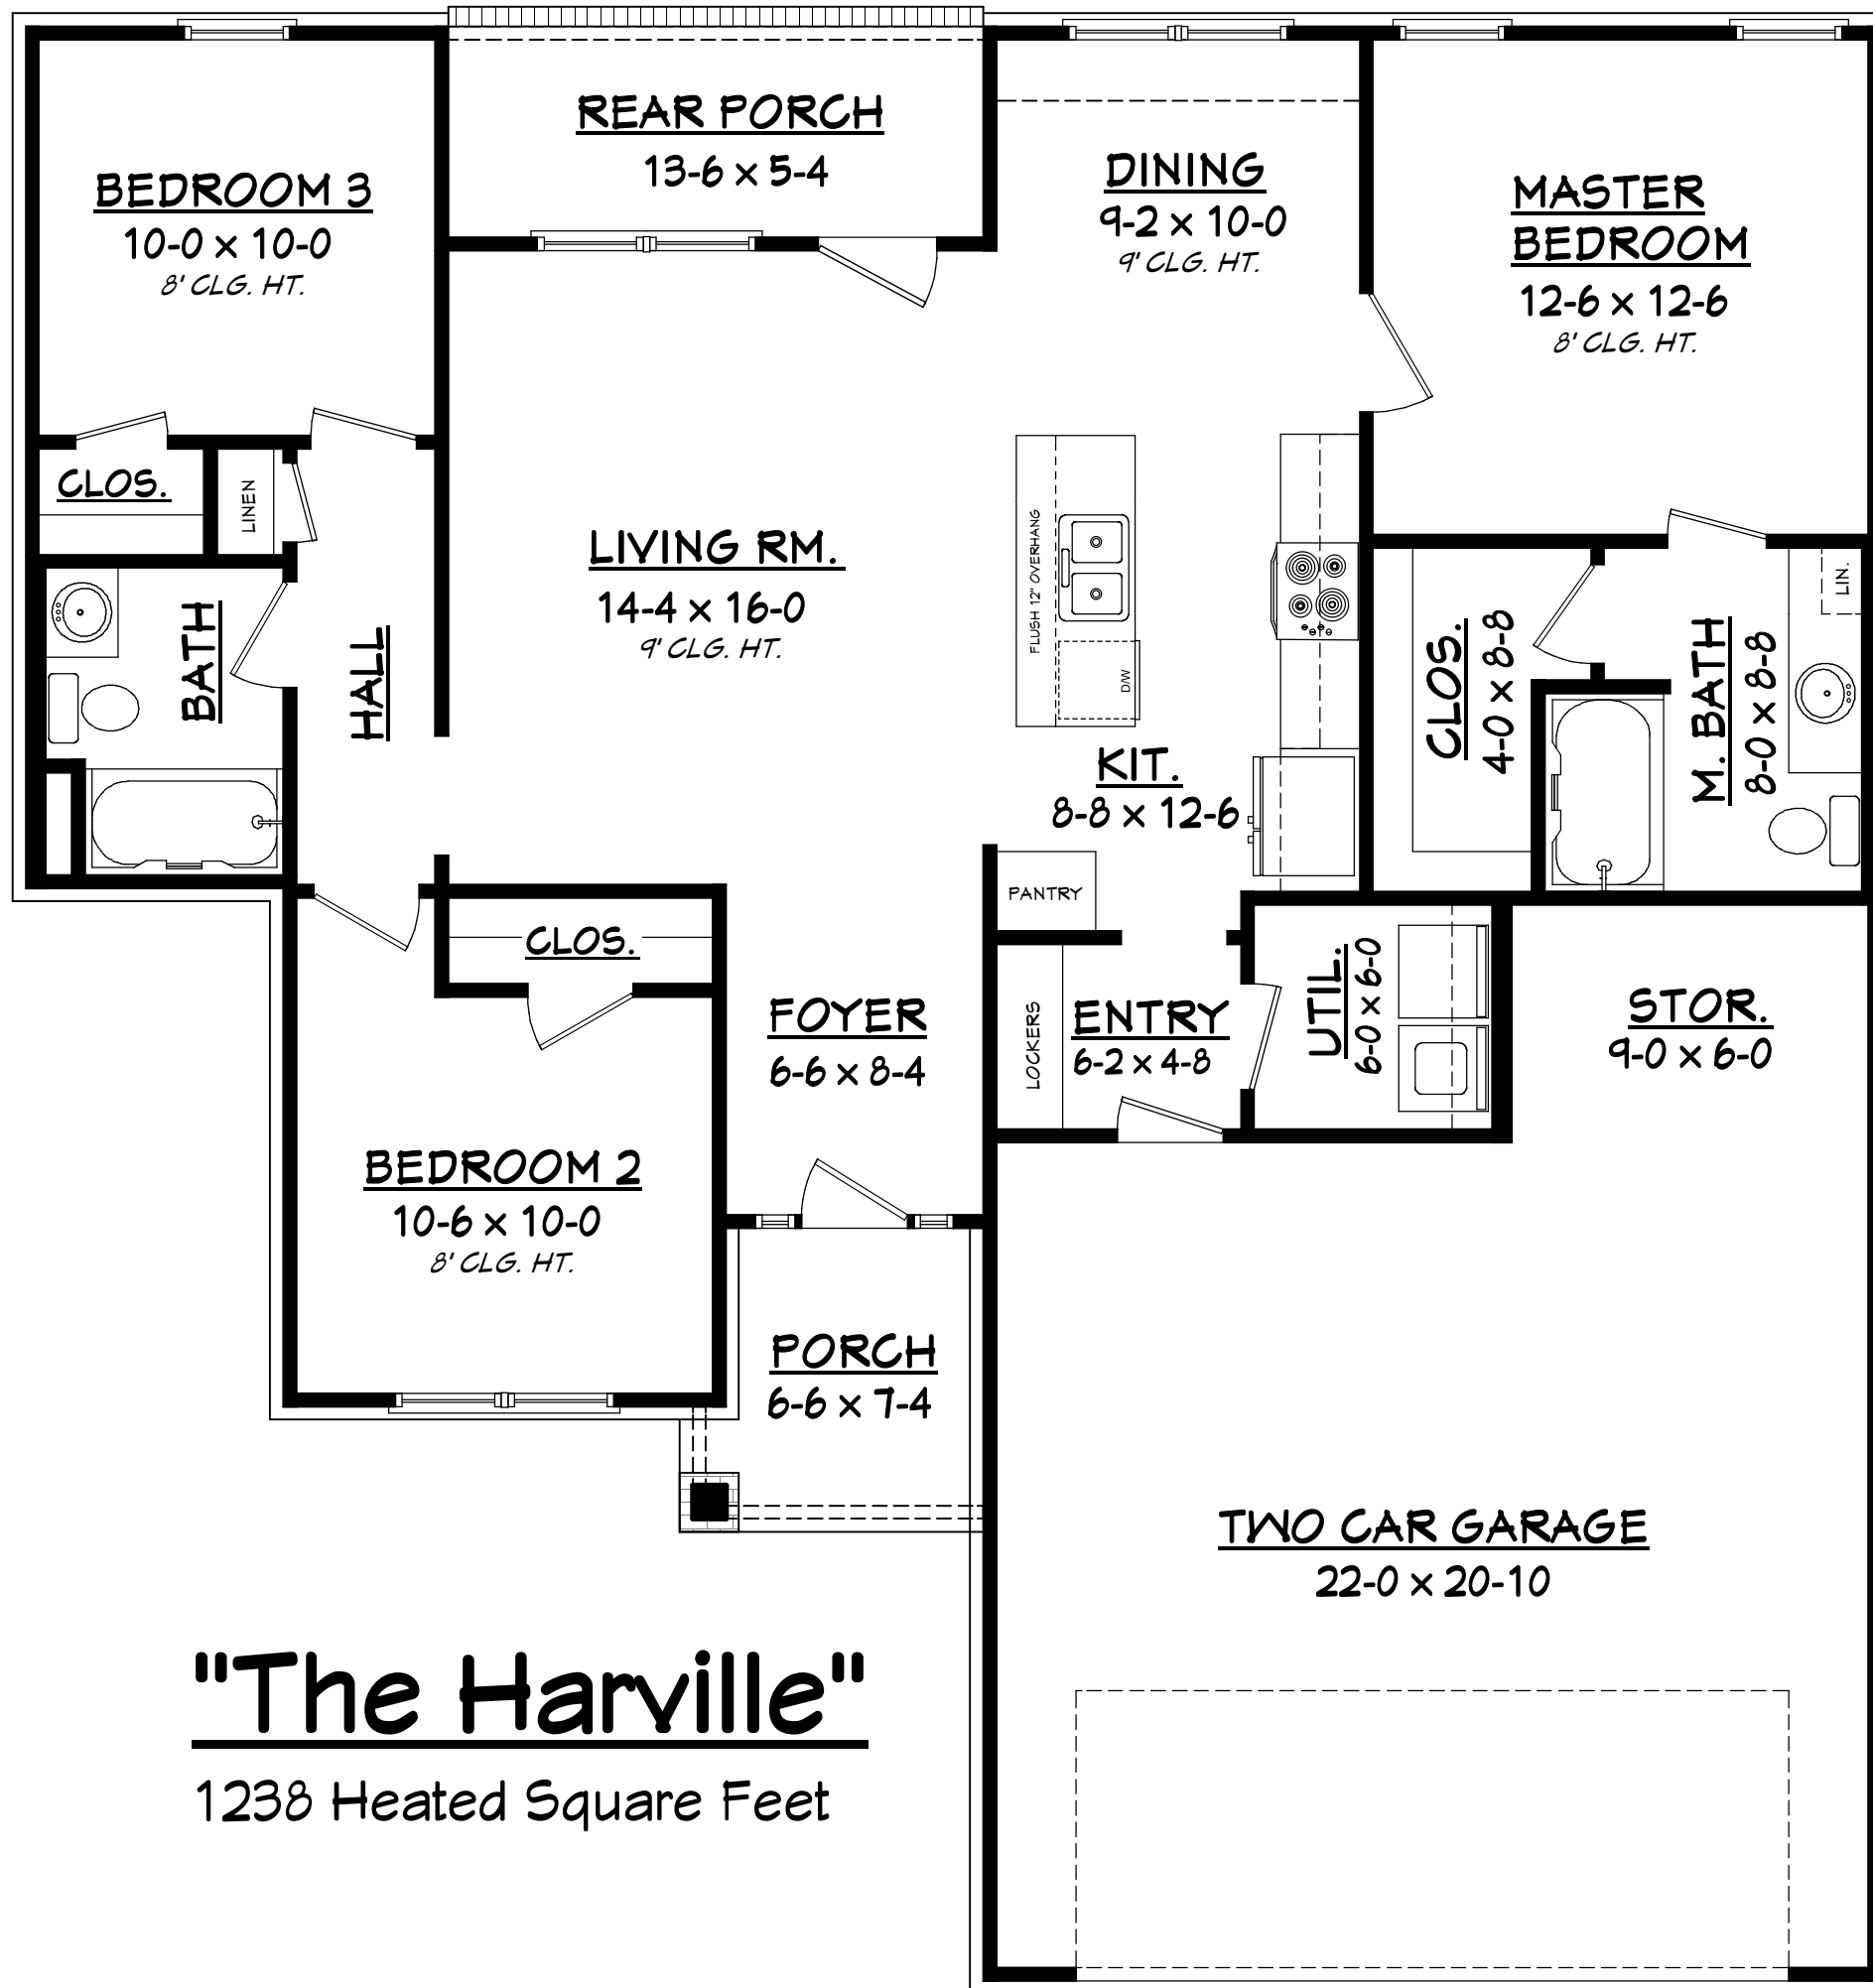 REAR PORCH
13-6 x 5-4
BEDROOM 3
10-0 x 10-0
8' CLG. HT.
DINING
9-2 x 10-0
9' CLG. HT.
MASTER
BEDROOM
12-6 x 12-6
8' CLG. HT.
CLOS.
LINEN
LIVING RM.
14-4 x 16-0
9' CLG. HT.
FLUSH 12" OVERHANG
D/W
BATH
HALL
KIT.
8-8 x 12-6
PANTRY
CLOS.
4-0 x 8-8
M. BATH
8-0 x 8-8
LIN.
CLOS.
FOYER
6-6 x 8-4
LOCKERS
ENTRY
6-2 x 4-8
UTIL.
6-0 x 6-0
STOR.
9-0 x 6-0
BEDROOM 2
10-6 x 10-0
8' CLG. HT.
PORCH
6-6 x 7-4
TWO CAR GARAGE
22-0 x 20-10
"The Harville"
1238 Heated Square Feet